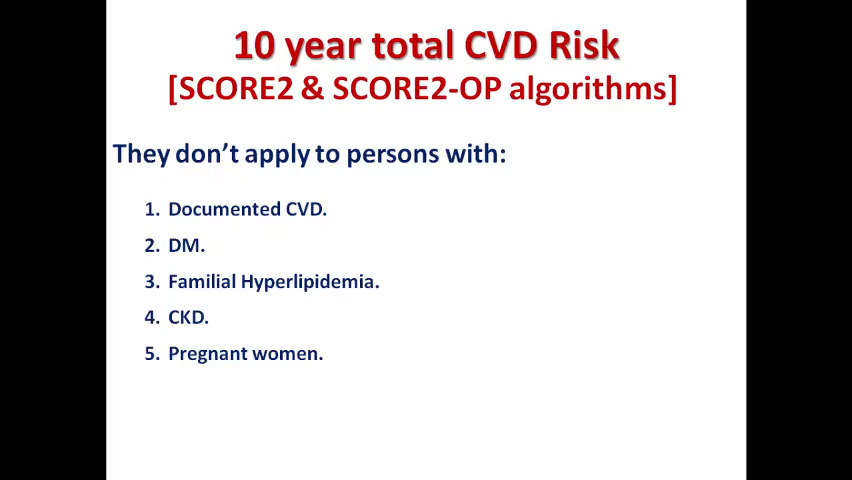 10 year total CVD Risk
[SCORE2 & SCORE2-OP algorithms]
They don't apply to persons with:
1. Documented CVD.
2. DM.
3. Familial Hyperlipidemia.
4. CKD.
5. Pregnant women.